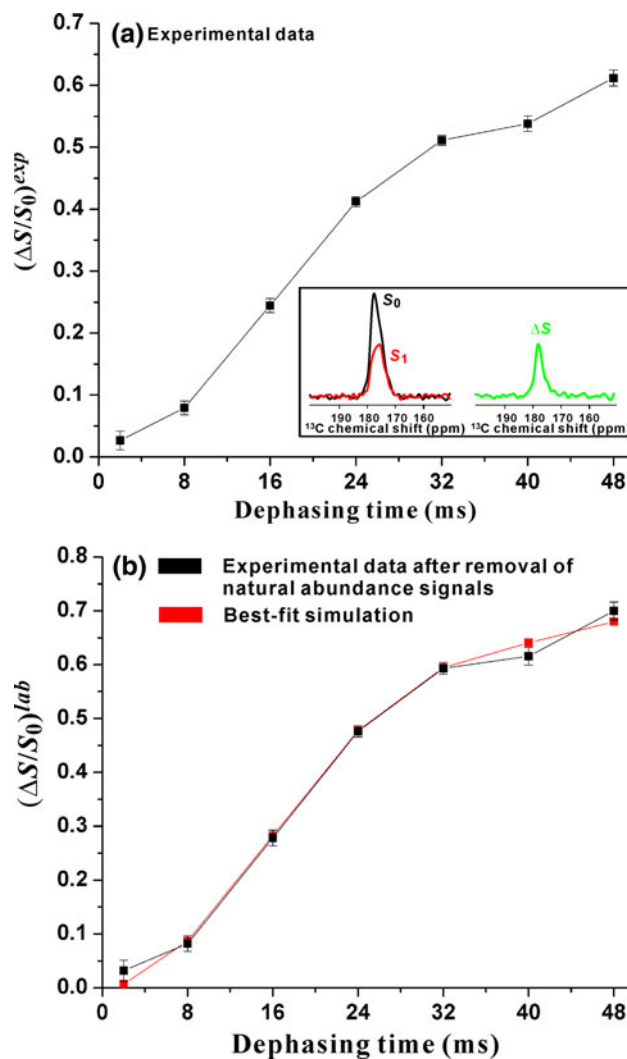 (a) Experimental data
0.7
0.6
0.5
0.4
0.3
0.2
0.1
0.0
(ΔS/S0)exp
S0
S1
ΔS
190 180 170 160
190 180 170 160
13C chemical shift (ppm)
13C chemical shift (ppm)
0 8 16 24 32 40 48
Dephasing time (ms)
(b)
Experimental data after removal of
natural abundance signals
Best-fit simulation
0.8
0.7
0.6
0.5
0.4
0.3
0.2
0.1
0.0
(ΔS/S0)lab
0 8 16 24 32 40 48
Dephasing time (ms)